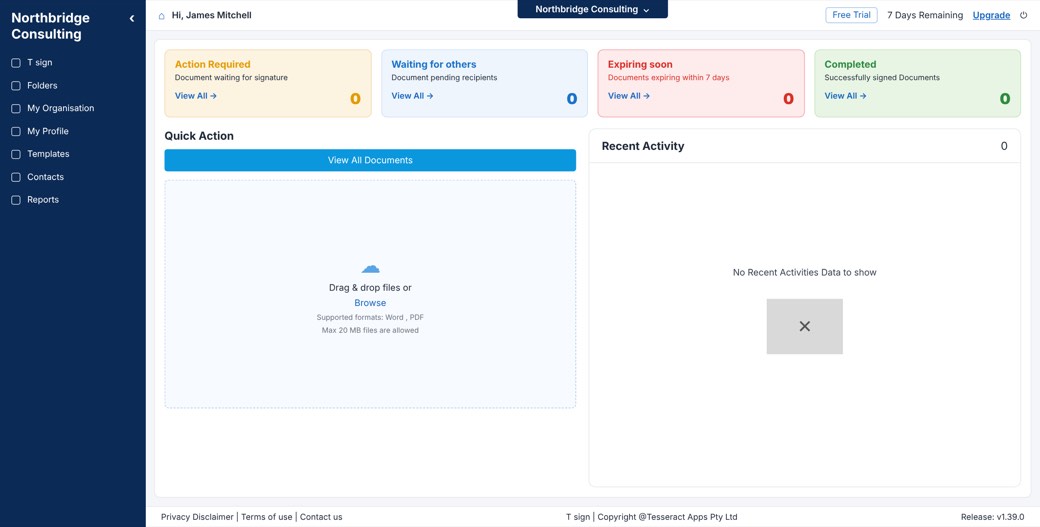 Northbridge
Consulting
T sign
Folders
My Organisation
My Profile
Templates
Contacts
Reports
Hi, James Mitchell
Northbridge Consulting
Free Trial
7 Days Remaining
Upgrade
Action Required
Document waiting for signature
View All →
0
Waiting for others
Document pending recipients
View All →
0
Expiring soon
Documents expiring within 7 days
View All →
0
Completed
Successfully signed Documents
View All →
0
Quick Action
View All Documents
Drag & drop files or
Browse
Supported formats: Word , PDF
Max 20 MB files are allowed
Recent Activity
0
No Recent Activities Data to show
Privacy Disclaimer | Terms of use | Contact us
T sign | Copyright @Tesseract Apps Pty Ltd
Release: v1.39.0